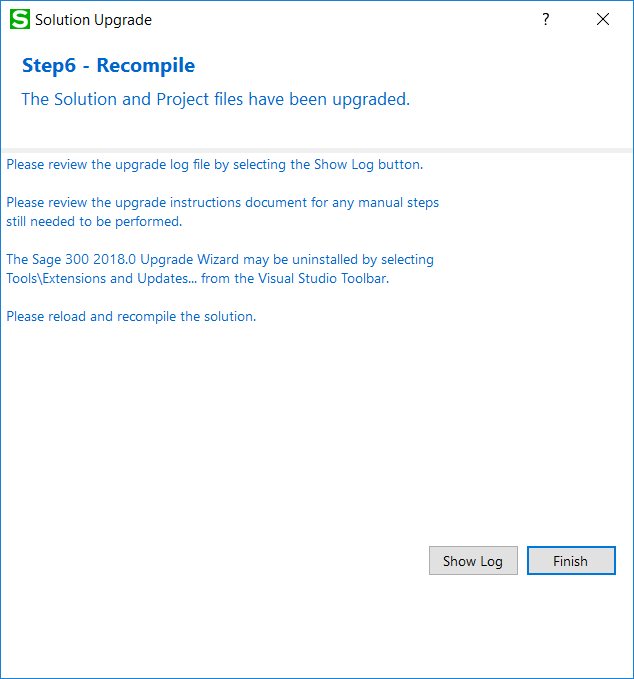 S Solution Upgrade ?
Step6 - Recompile
The Solution and Project files have been upgraded.
Please review the upgrade log file by selecting the Show Log button.
Please review the upgrade instructions document for any manual steps
still needed to be performed.
The Sage 300 2018.0 Upgrade Wizard may be uninstalled by selecting
Tools\Extensions and Updates... from the Visual Studio Toolbar.
Please reload and recompile the solution.
Show Log Finish